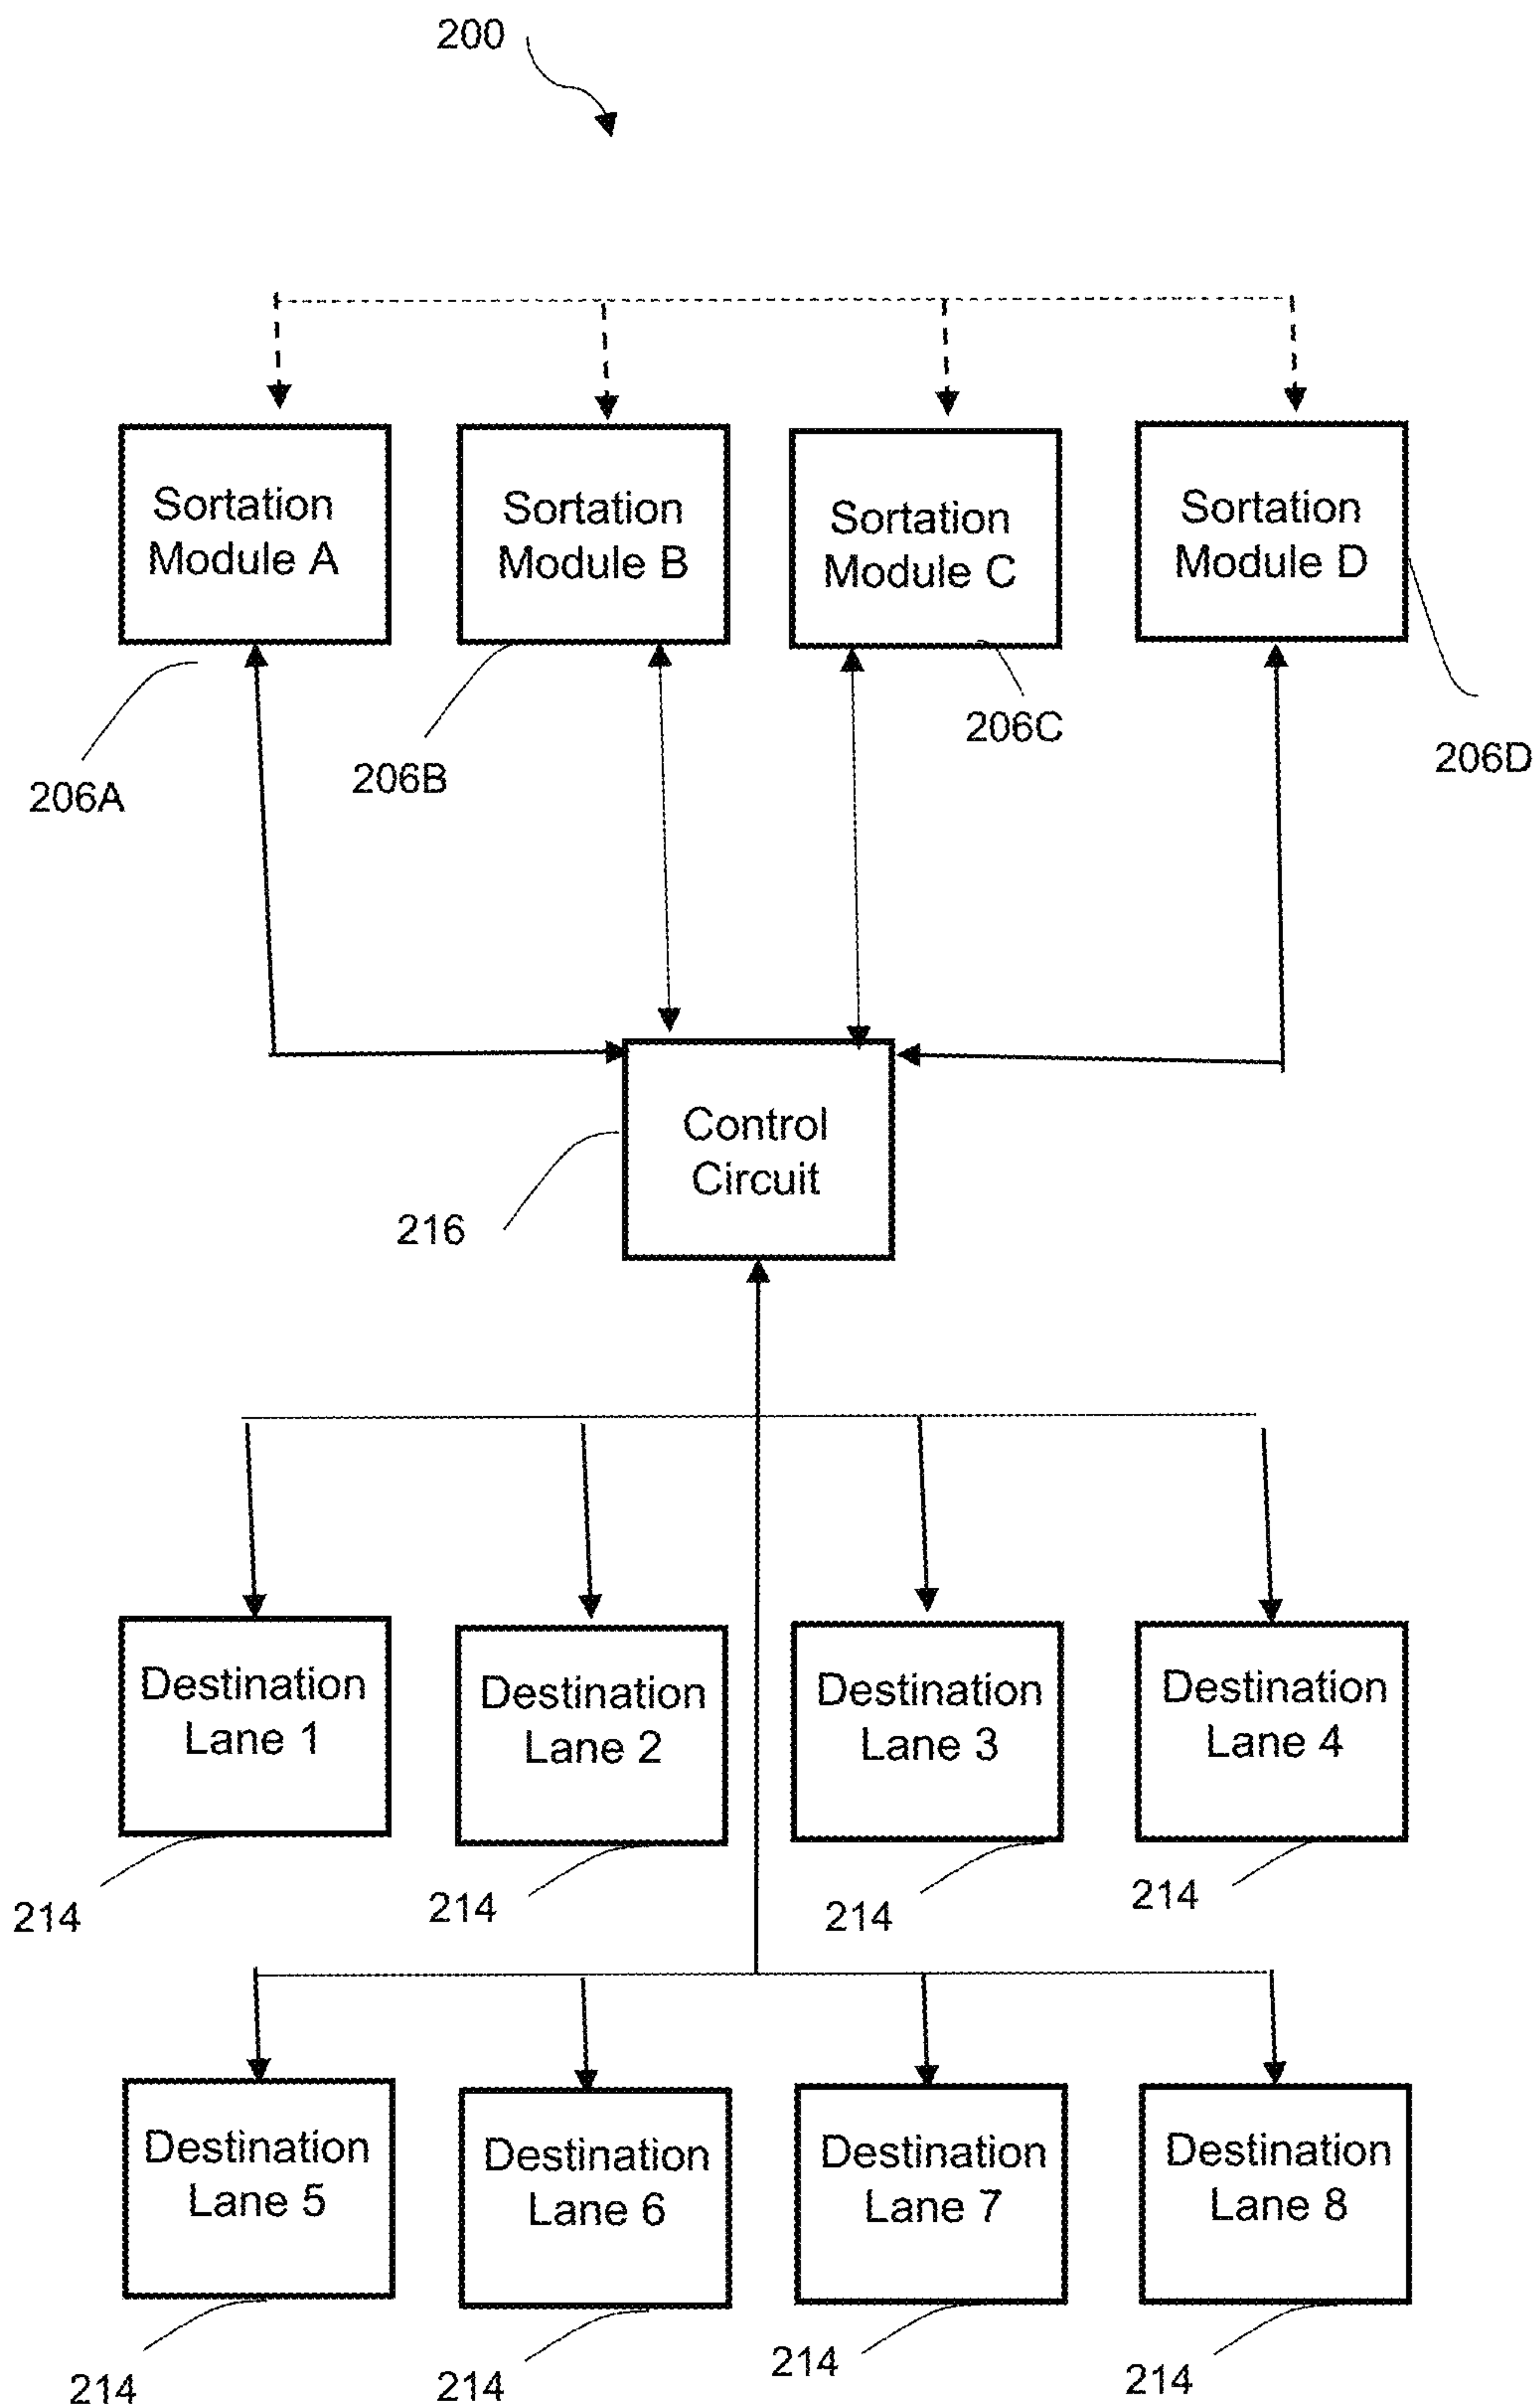 200
Sortation
Module A
Sortation
Module B
Sortation
Module C
Sortation
Module D
206A
206B
206C
206D
Control
Circuit
216
Destination
Lane 1
Destination
Lane 2
Destination
Lane 3
Destination
Lane 4
214
214
214
214
Destination
Lane 5
Destination
Lane 6
Destination
Lane 7
Destination
Lane 8
214
214
214
214